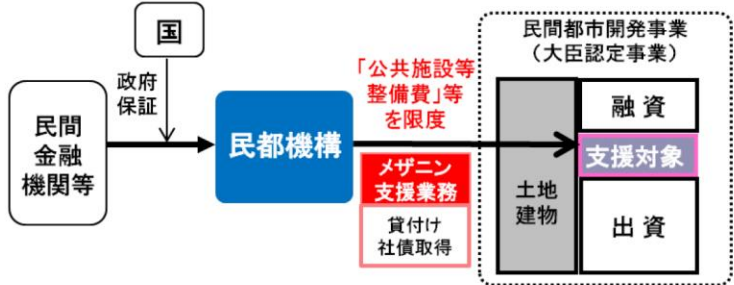 国
政府
保証
民間
金融
機関等
民都機構
「公共施設等
整備費」等
を限度
メザニン
支援業務
貸付け
社債取得
民間都市開発事業
（大臣認定事業）
土地
建物
融資
支援対象
出資